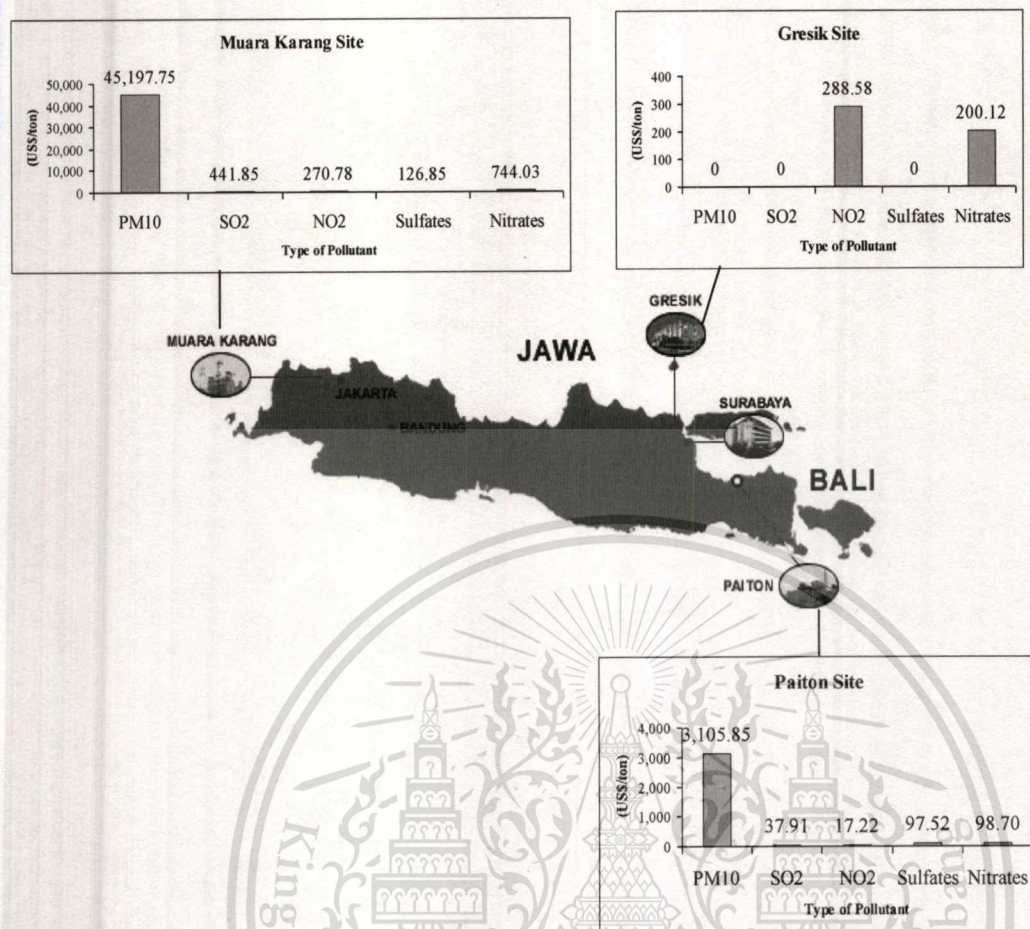 Muara Karang Site
(US$/ton)
50,000
40,000
30,000
20,000
10,000
0
45,197.75
441.85
270.78
126.85
744.03
PM10 SO2 NO2 Sulfates Nitrates
Type of Pollutant
Gresik Site
(US$/ton)
400
300
200
100
0
0
0
288.58
0
200.12
PM10 SO2 NO2 Sulfates Nitrates
Type of Pollutant
GRESIK
MUARA KARANG
JAWA
JAKARTA
SURABAYA
BANDUNG
BALI
PAITON
Paiton Site
(US$/ton)
4,000
3,000
2,000
1,000
0
3,105.85
37.91
17.22
97.52
98.70
PM10 SO2 NO2 Sulfates Nitrates
Type of Pollutant
King